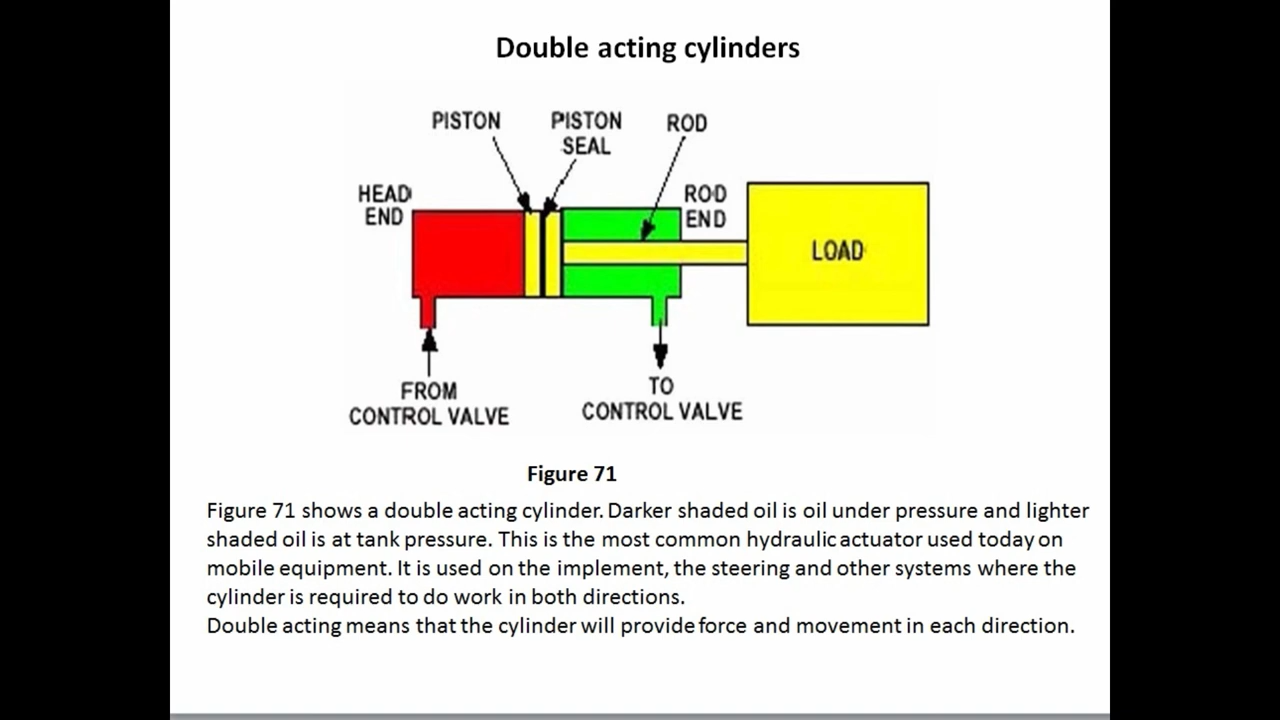 Double acting cylinders
PISTON
PISTON
SEAL
ROD
HEAD
END
ROD
END
LOAD
FROM
CONTROL VALVE
TO
CONTROL VALVE
Figure 71
Figure 71 shows a double acting cylinder. Darker shaded oil is oil under pressure and lighter
shaded oil is at tank pressure. This is the most common hydraulic actuator used today on
mobile equipment. It is used on the implement, the steering and other systems where the
cylinder is required to do work in both directions.
Double acting means that the cylinder will provide force and movement in each direction.